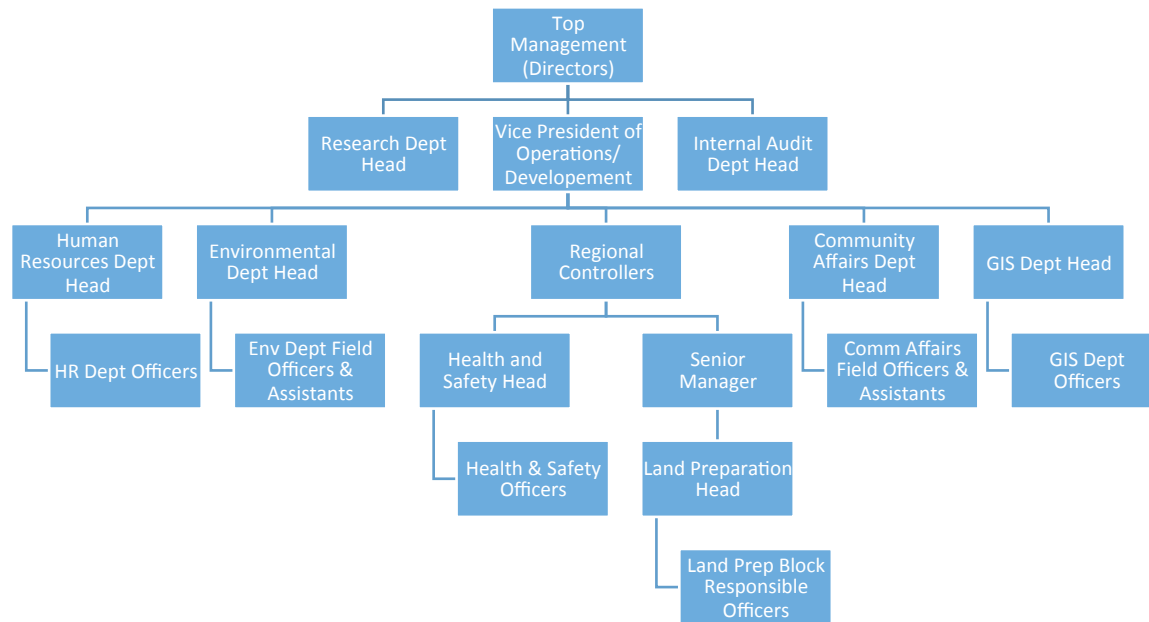 Top
Management
(Directors)
Research Dept
Head
Vice President of
Operations/
Developement
Internal Audit
Dept Head
Human
Resources Dept
Head
Environmental
Dept Head
Regional
Controllers
Community
Affairs Dept
Head
GIS Dept Head
HR Dept Officers
Env Dept Field
Officers &
Assistants
Health and
Safety Head
Senior
Manager
Comm Affairs
Field Officers &
Assistants
GIS Dept
Officers
Health & Safety
Officers
Land Preparation
Head
Land Prep Block
Responsible
Officers